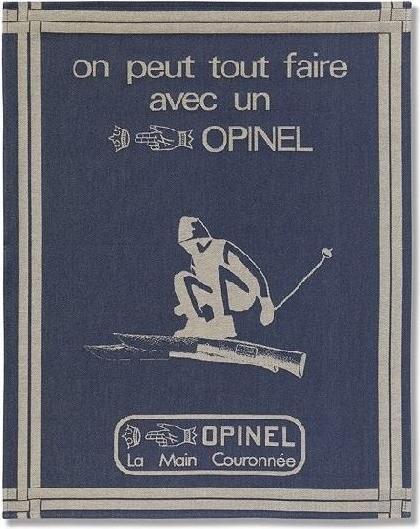 on peut tout faire
avec un
OPINEL
OPINEL
La Main Couronnée